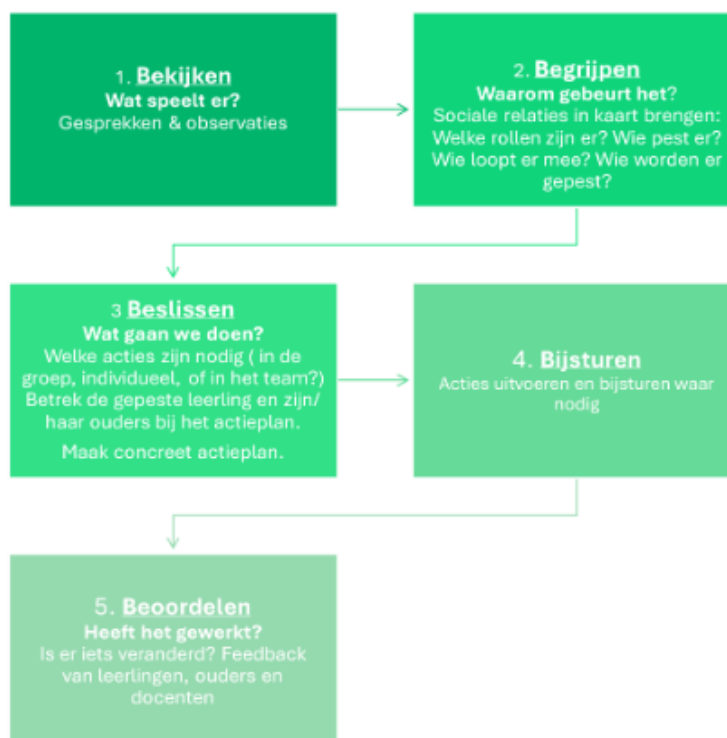 1. Bekijken
Wat speelt er?
Gesprekken & observaties
2. Begrijpen
Waarom gebeurt het?
Sociale relaties in kaart brengen:
Welke rollen zijn er? Wie pest er?
Wie loopt er mee? Wie worden er
gepest?
3 Beslissen
Wat gaan we doen?
Welke acties zijn nodig ( in de
groep, individueel, of in het team?)
Betrek de gepeste leerling en zijn/
haar ouders bij het actieplan.
Maak concreet actieplan.
4. Bijsturen
Acties uitvoeren en bijsturen waar
nodig
5. Beoordelen
Heeft het gewerkt?
Is er iets veranderd? Feedback
van leerlingen, ouders en
docenten